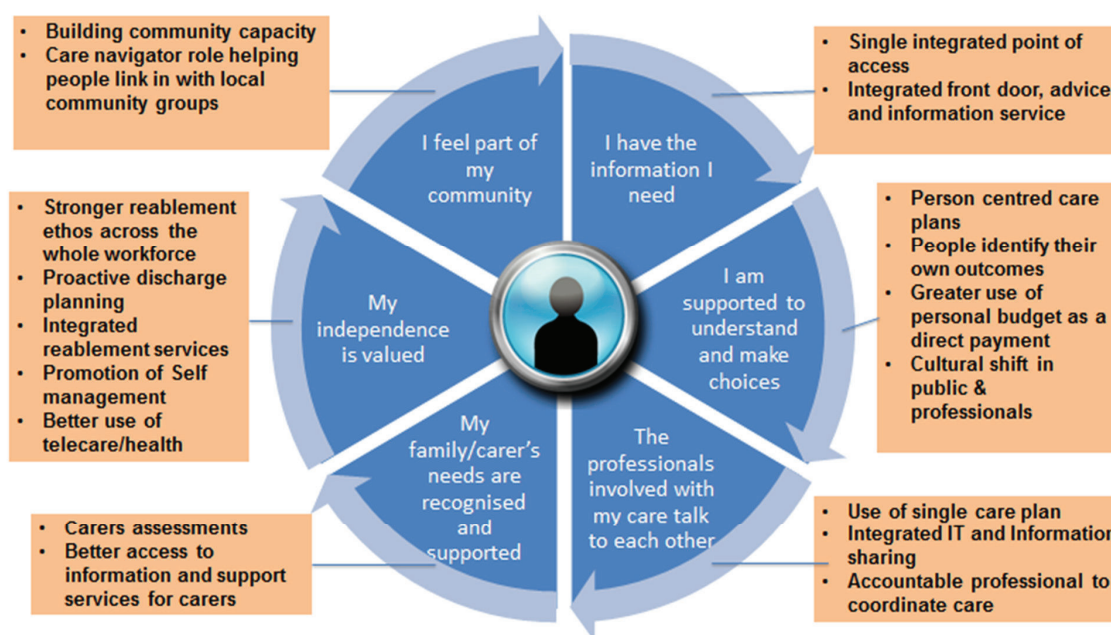 • Building community capacity
• Care navigator role helping
people link in with local
community groups
• Single integrated point of
access
• Integrated front door, advice
and information service
I feel part of
my
community
I have the
information I
need
• Stronger reablement
ethos across the
whole workforce
• Proactive discharge
planning
• Integrated
reablement services
• Promotion of Self
management
• Better use of
telecare/health
My
independence
is valued
I am
supported to
understand
and make
choices
• Person centred care
plans
• People identify their
own outcomes
• Greater use of
personal budget as a
direct payment
• Cultural shift in
public &
professionals
My
family/carer’s
needs are
recognised
and
supported
The
professionals
involved with
my care talk
to each other
• Carers assessments
• Better access to
information and support
services for carers
• Use of single care plan
• Integrated IT and Information
sharing
• Accountable professional to
coordinate care